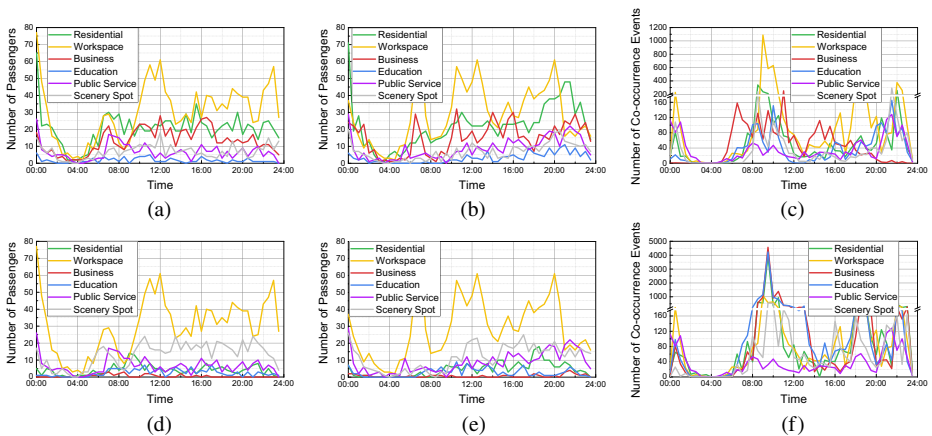 Number of Passengers
80
70
60
50
40
30
20
10
0
Residential
Workspace
Business
Education
Public Service
Scenery Spot
00:00 04:00 08:00 12:00 16:00 20:00 24:00
Time
(a)
Number of Passengers
80
70
60
50
40
30
20
10
0
Residential
Workspace
Business
Education
Public Service
Scenery Spot
00:00 04:00 08:00 12:00 16:00 20:00 24:00
Time
(b)
Number of Co-occurrence Events
1200
1000
800
600
400
200
160
120
80
40
0
Residential
Workspace
Business
Education
Public Service
Scenery Spot
00:00 04:00 08:00 12:00 16:00 20:00 24:00
Time
(c)
Number of Passengers
80
70
60
50
40
30
20
10
0
Residential
Workspace
Business
Education
Public Service
Scenery Spot
00:00 04:00 08:00 12:00 16:00 20:00 24:00
Time
(d)
Number of Passengers
80
70
60
50
40
30
20
10
0
Residential
Workspace
Business
Education
Public Service
Scenery Spot
00:00 04:00 08:00 12:00 16:00 20:00 24:00
Time
(e)
Number of Co-occurrence Events
5000
4000
3000
2000
1000
160
120
80
40
0
Residential
Workspace
Business
Education
Public Service
Scenery Spot
00:00 04:00 08:00 12:00 16:00 20:00 24:00
Time
(f)